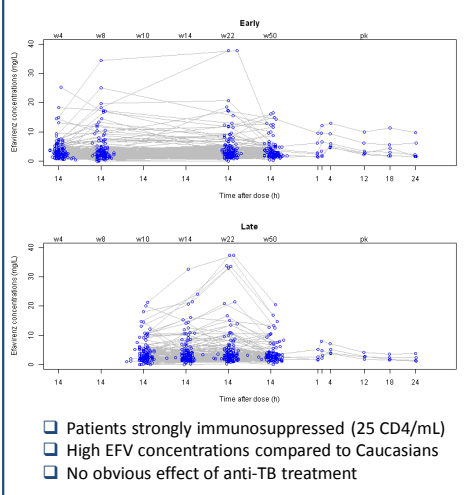 Early
w4 w8 w10 w14 w22 w50 pk
Efavirenz concentrations (mg/L)
0 10 20 30 40
14 14 14 14 14 14 1 4 12 18 24
Time after dose (h)
Late
w4 w8 w10 w14 w22 w50 pk
Efavirenz concentrations (mg/L)
0 10 20 30 40
14 14 14 14 14 14 1 4 12 18 24
Time after dose (h)
❑ Patients strongly immunosuppressed (25 CD4/mL)
❑ High EFV concentrations compared to Caucasians
❑ No obvious effect of anti-TB treatment